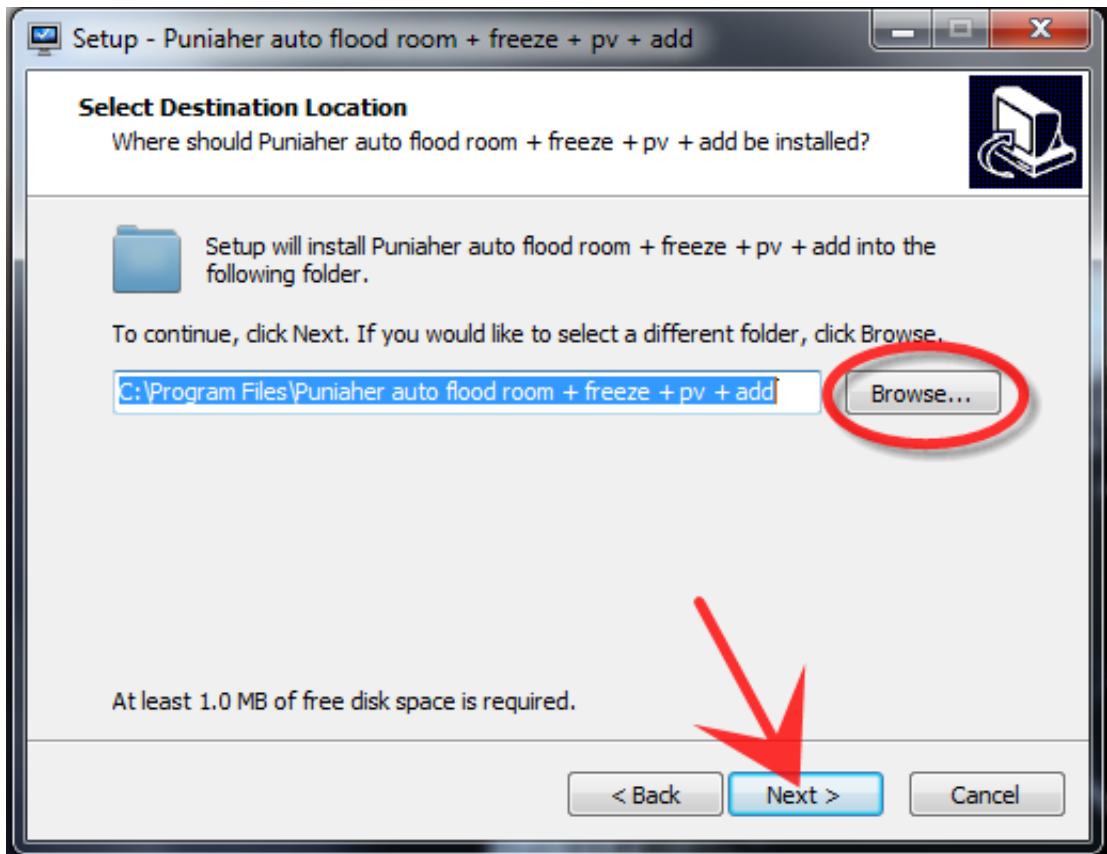 Setup - Puniaher auto flood room + freeze + pv + add
Select Destination Location
Where should Puniaher auto flood room + freeze + pv + add be installed?
Setup will install Puniaher auto flood room + freeze + pv + add into the
following folder.
To continue, click Next. If you would like to select a different folder, click Browse.
C:\Program Files\Puniaher auto flood room + freeze + pv + add
Browse...
At least 1.0 MB of free disk space is required.
< Back
Next >
Cancel